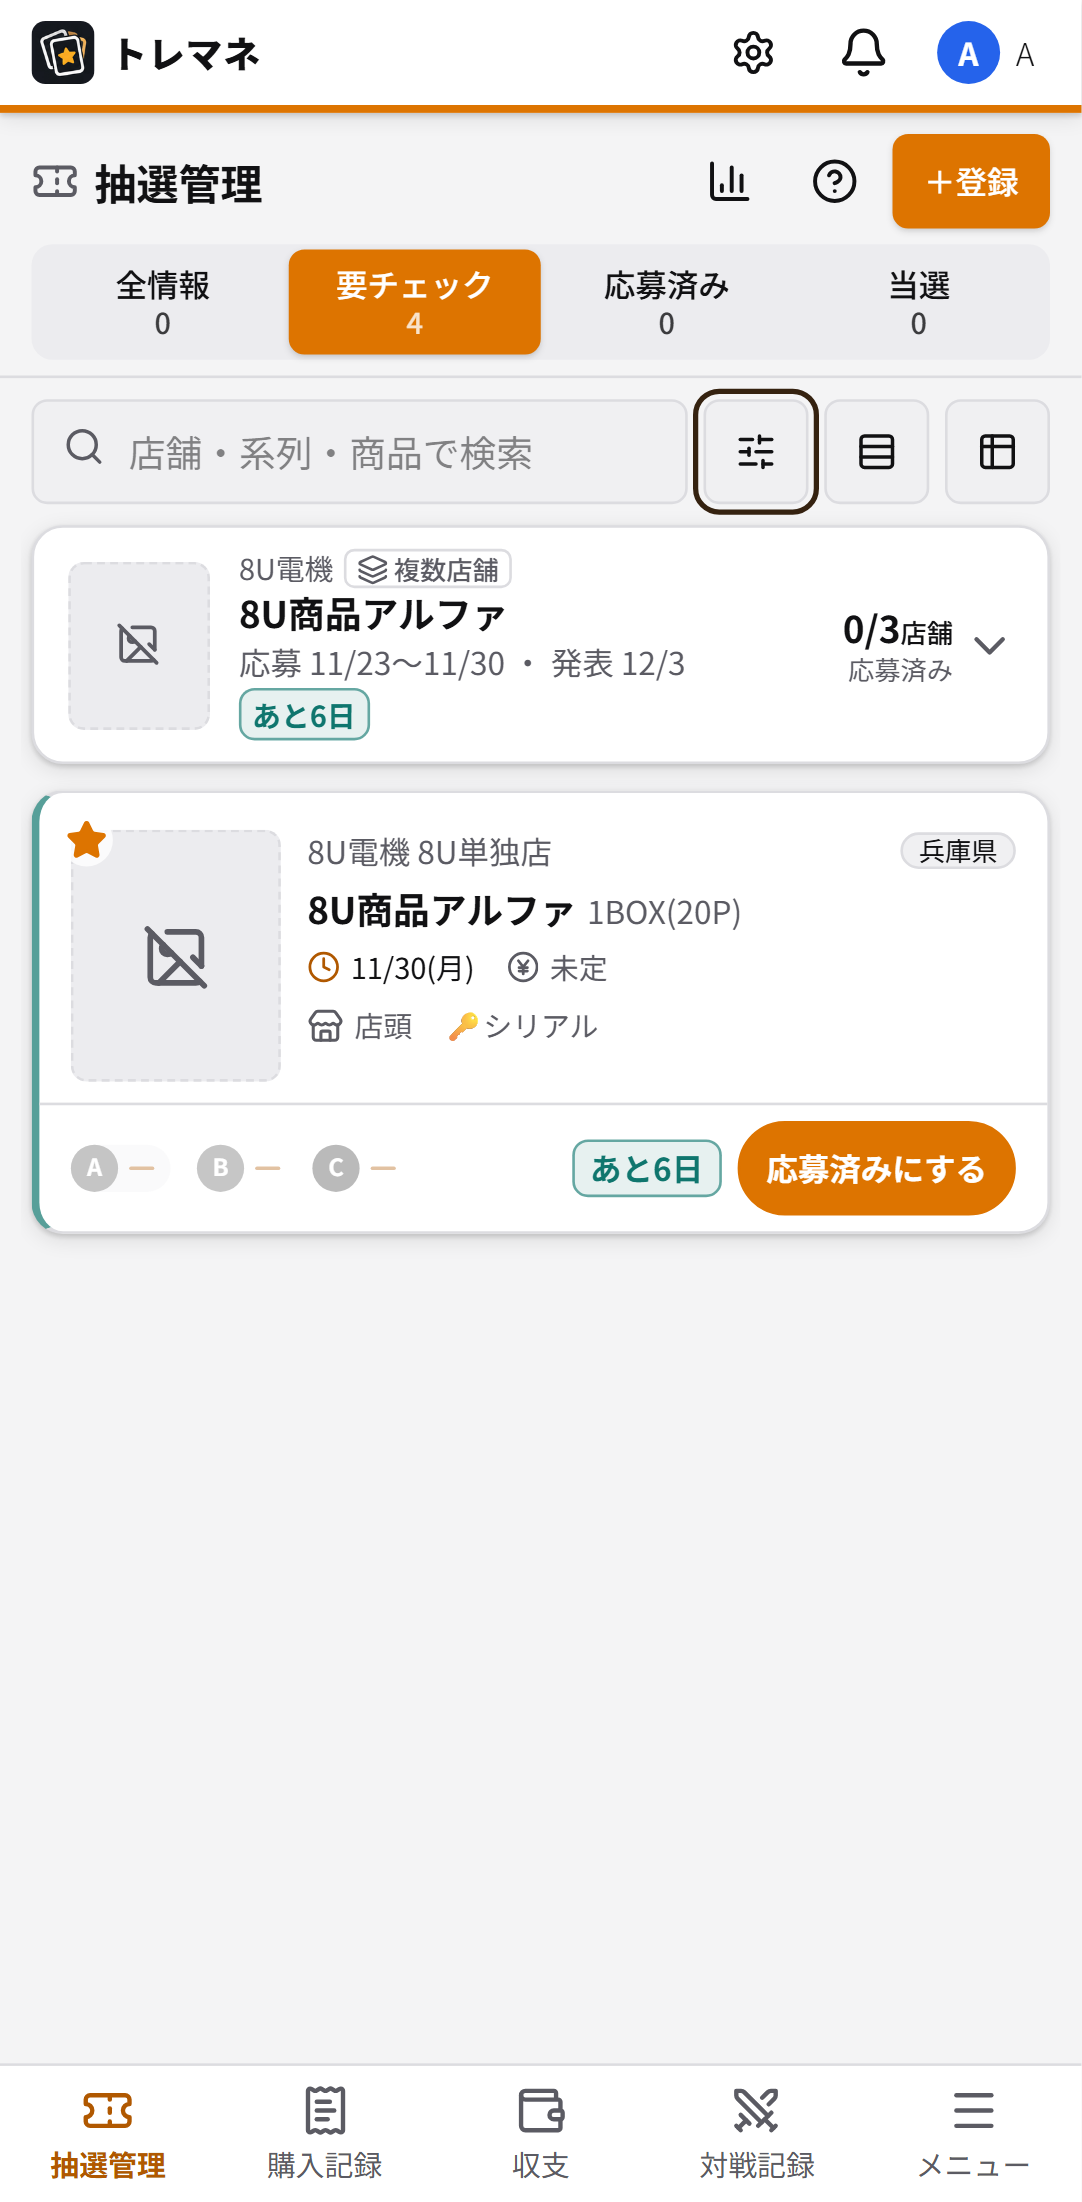 トレマネ
A A
抽選管理
＋登録
全情報 要チェック 応募済み 当選
0 4 0 0
店舗・系列・商品で検索
8U電機 複数店舗
8U商品アルファ
応募 11/23〜11/30 ・ 発表 12/3
あと6日
0/3店舗
応募済み
8U電機 8U単独店 兵庫県
8U商品アルファ 1BOX(20P)
11/30(月) 未定
店頭 🔑シリアル
A — B — C — あと6日 応募済みにする
抽選管理 購入記録 収支 対戦記録 メニュー